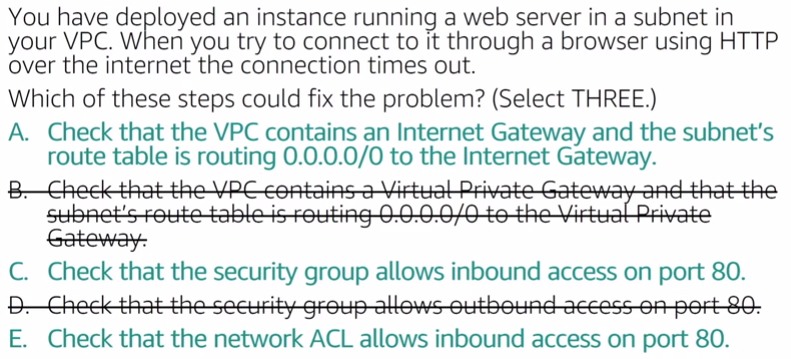 You have deployed an instance running a web server in a subnet in
your VPC. When you try to connect to it through a browser using HTTP
over the internet the connection times out.
Which of these steps could fix the problem? (Select THREE.)
A. Check that the VPC contains an Internet Gateway and the subnet's
route table is routing 0.0.0.0/0 to the Internet Gateway.
B. Check that the VPC contains a Virtual Private Gateway and that the
subnet's route table is routing 0.0.0.0/0 to the Virtual Private
Gateway.
C. Check that the security group allows inbound access on port 80.
D. Check that the security group allows outbound access on port 80.
E. Check that the network ACL allows inbound access on port 80.